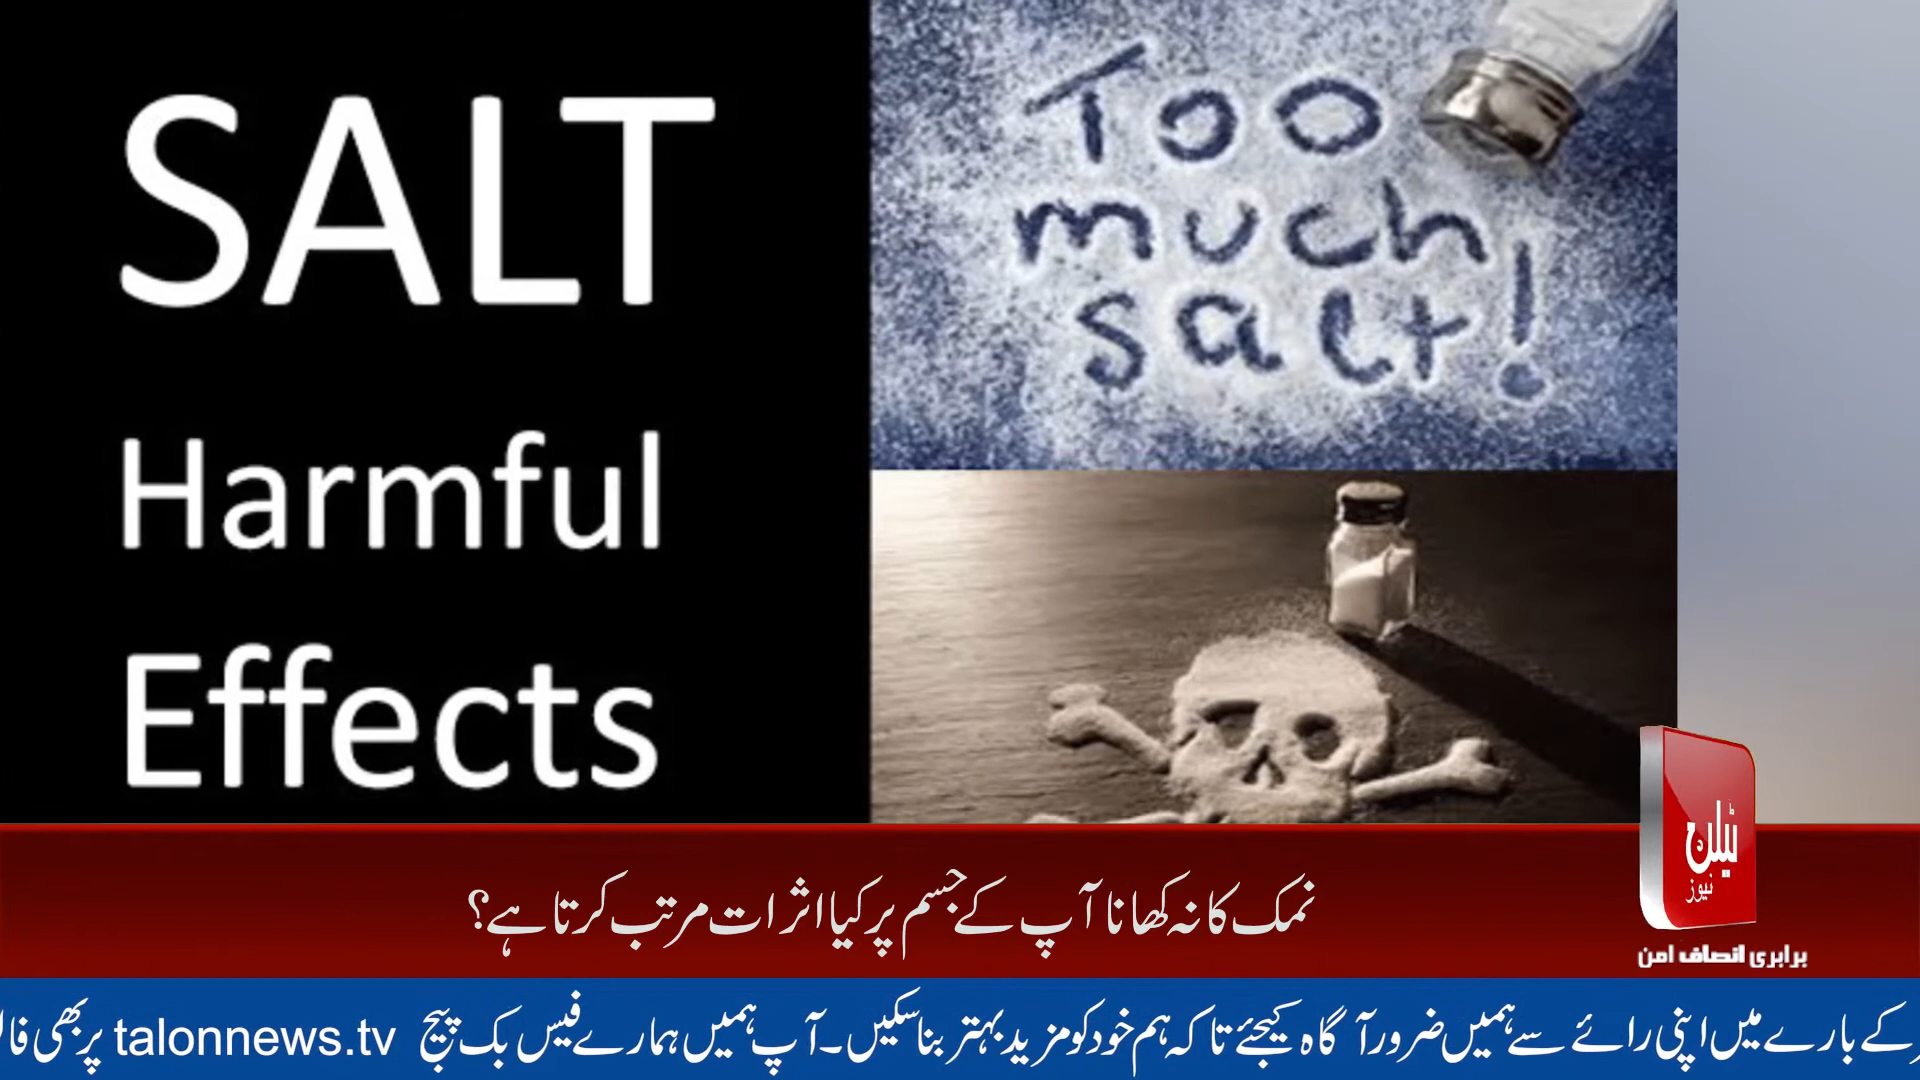 SALT
Harmful
Effects
Too
much
salt!
نمک کا نہ کھانا آپ کے جسم پر کیا اثرات مرتب کرتا ہے؟
ٹیلن
نیوز
برابری انصاف امن
کے بارے میں اپنی رائے سے ہمیں ضرور آگاہ کیجئے تاکہ ہم خود کو مزید بہتر بنا سکیں۔ آپ ہمیں ہمارے فیس بک پیج talonnews.tv پر بھی